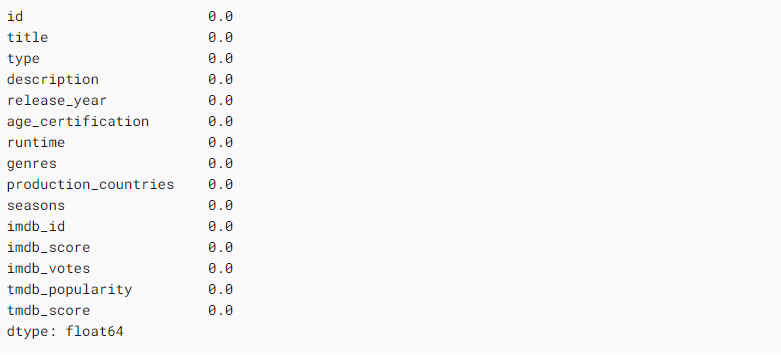 id                       0.0
title                    0.0
type                     0.0
description              0.0
release_year             0.0
age_certification        0.0
runtime                  0.0
genres                   0.0
production_countries     0.0
seasons                  0.0
imdb_id                  0.0
imdb_score               0.0
imdb_votes               0.0
tmdb_popularity          0.0
tmdb_score               0.0
dtype: float64